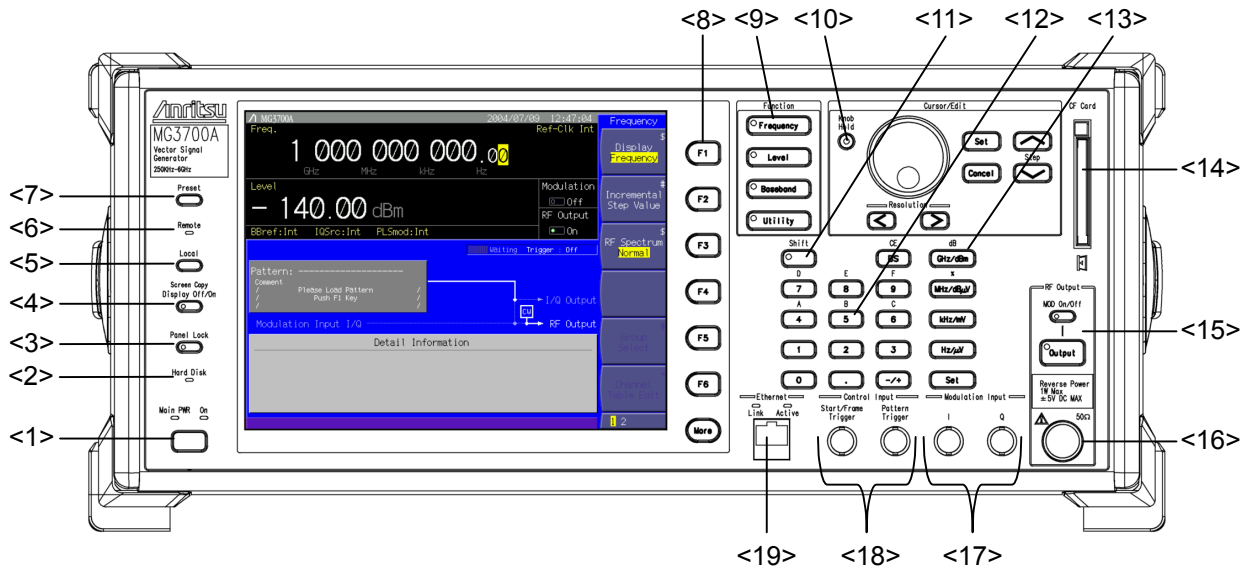 <8> <9> <10> <11> <12> <13>
Anritsu
MG3700A
Vector Signal
Generator
250kHz-6GHz
<7>
Preset
<6>
Remote
<5>
Local
<4>
Screen Copy
Display Off/On
<3>
Panel Lock
<2>
Hard Disk
<1>
Main PWR On
MG3700A 2004/07/09 12:47:04
Freq. Ref-Clk Int
1 000 000 000.00
GHz MHz kHz Hz
Level
- 140.00 dBm
Modulation
Off
RF Output
On
BBref:Int IQSrc:Int PLSmod:Int
Waiting Trigger : Off
Pattern: --------------------
Comment
/ Please Load Pattern /
/ Push F1 Key /
/ /
I/Q Output
CW
Modulation Input I/Q
RF Output
Detail Information
Frequency
$
Display
Frequency
#
Incremental
Step Value
$
RF Spectrum
Normal
Group
Select
Channel
Table Edit
1 2
F1
F2
F3
F4
F5
F6
More
Function
Frequency
Level
Baseband
Utility
Knob
Hold
Cursor/Edit
Set
Cancel
Step
Resolution
< >
CF Card
<14>
Shift
CE
BS
dB
GHz/dBm
D E F %
7 8 9 MHz/dBμV
A B C
4 5 6 kHz/mV
1 2 3 Hz/μV
0 . -/+ Set
RF Output
MOD On/Off
<15>
Output
Reverse Power
1W Max
±5V DC MAX
50Ω
<16>
Ethernet
Link Active
Control Input
Start/Frame
Trigger
Pattern
Trigger
Modulation Input
I Q
<19> <18> <17>